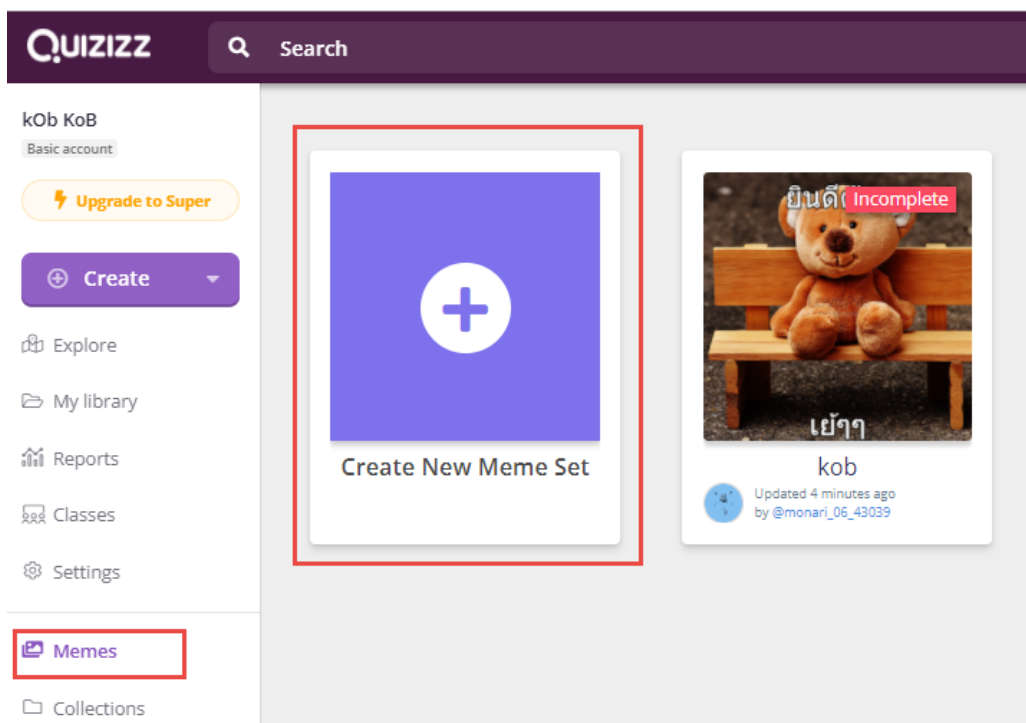 QUIZIZZ
Search
kOb KoB
Basic account
Upgrade to Super
Create
Explore
My library
Reports
Classes
Settings
Memes
Collections
Create New Meme Set
Incomplete
เย้ๆๆ
kob
Updated 4 minutes ago
by @monari_06_43039